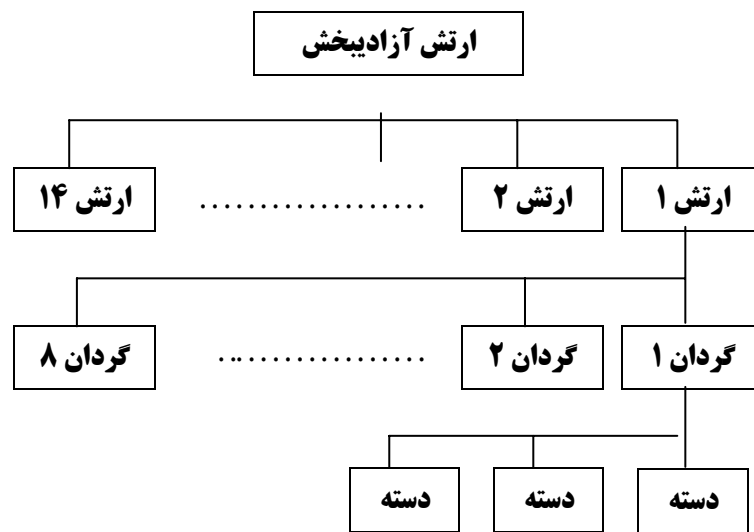 ارتش آزادیبخش
ارتش ۱ ارتش ۲ ................... ارتش ۱۴
گردان ۱ گردان ۲ ................. گردان ۸
دسته دسته دسته